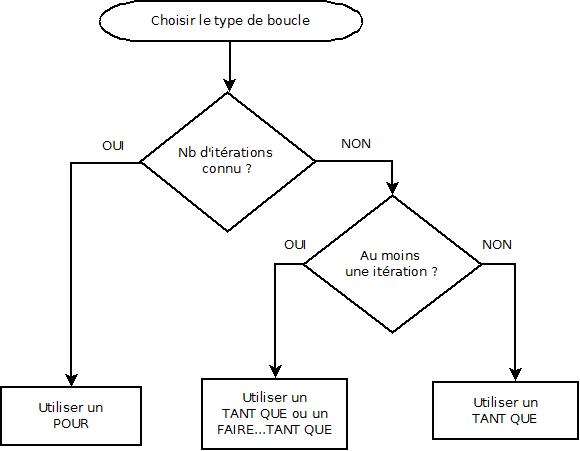 Choisir le type de boucle
Nb d'itérations
connu ?
OUI
NON
Au moins
une itération ?
OUI
NON
Utiliser un
POUR
Utiliser un
TANT QUE ou un
FAIRE...TANT QUE
Utiliser un
TANT QUE